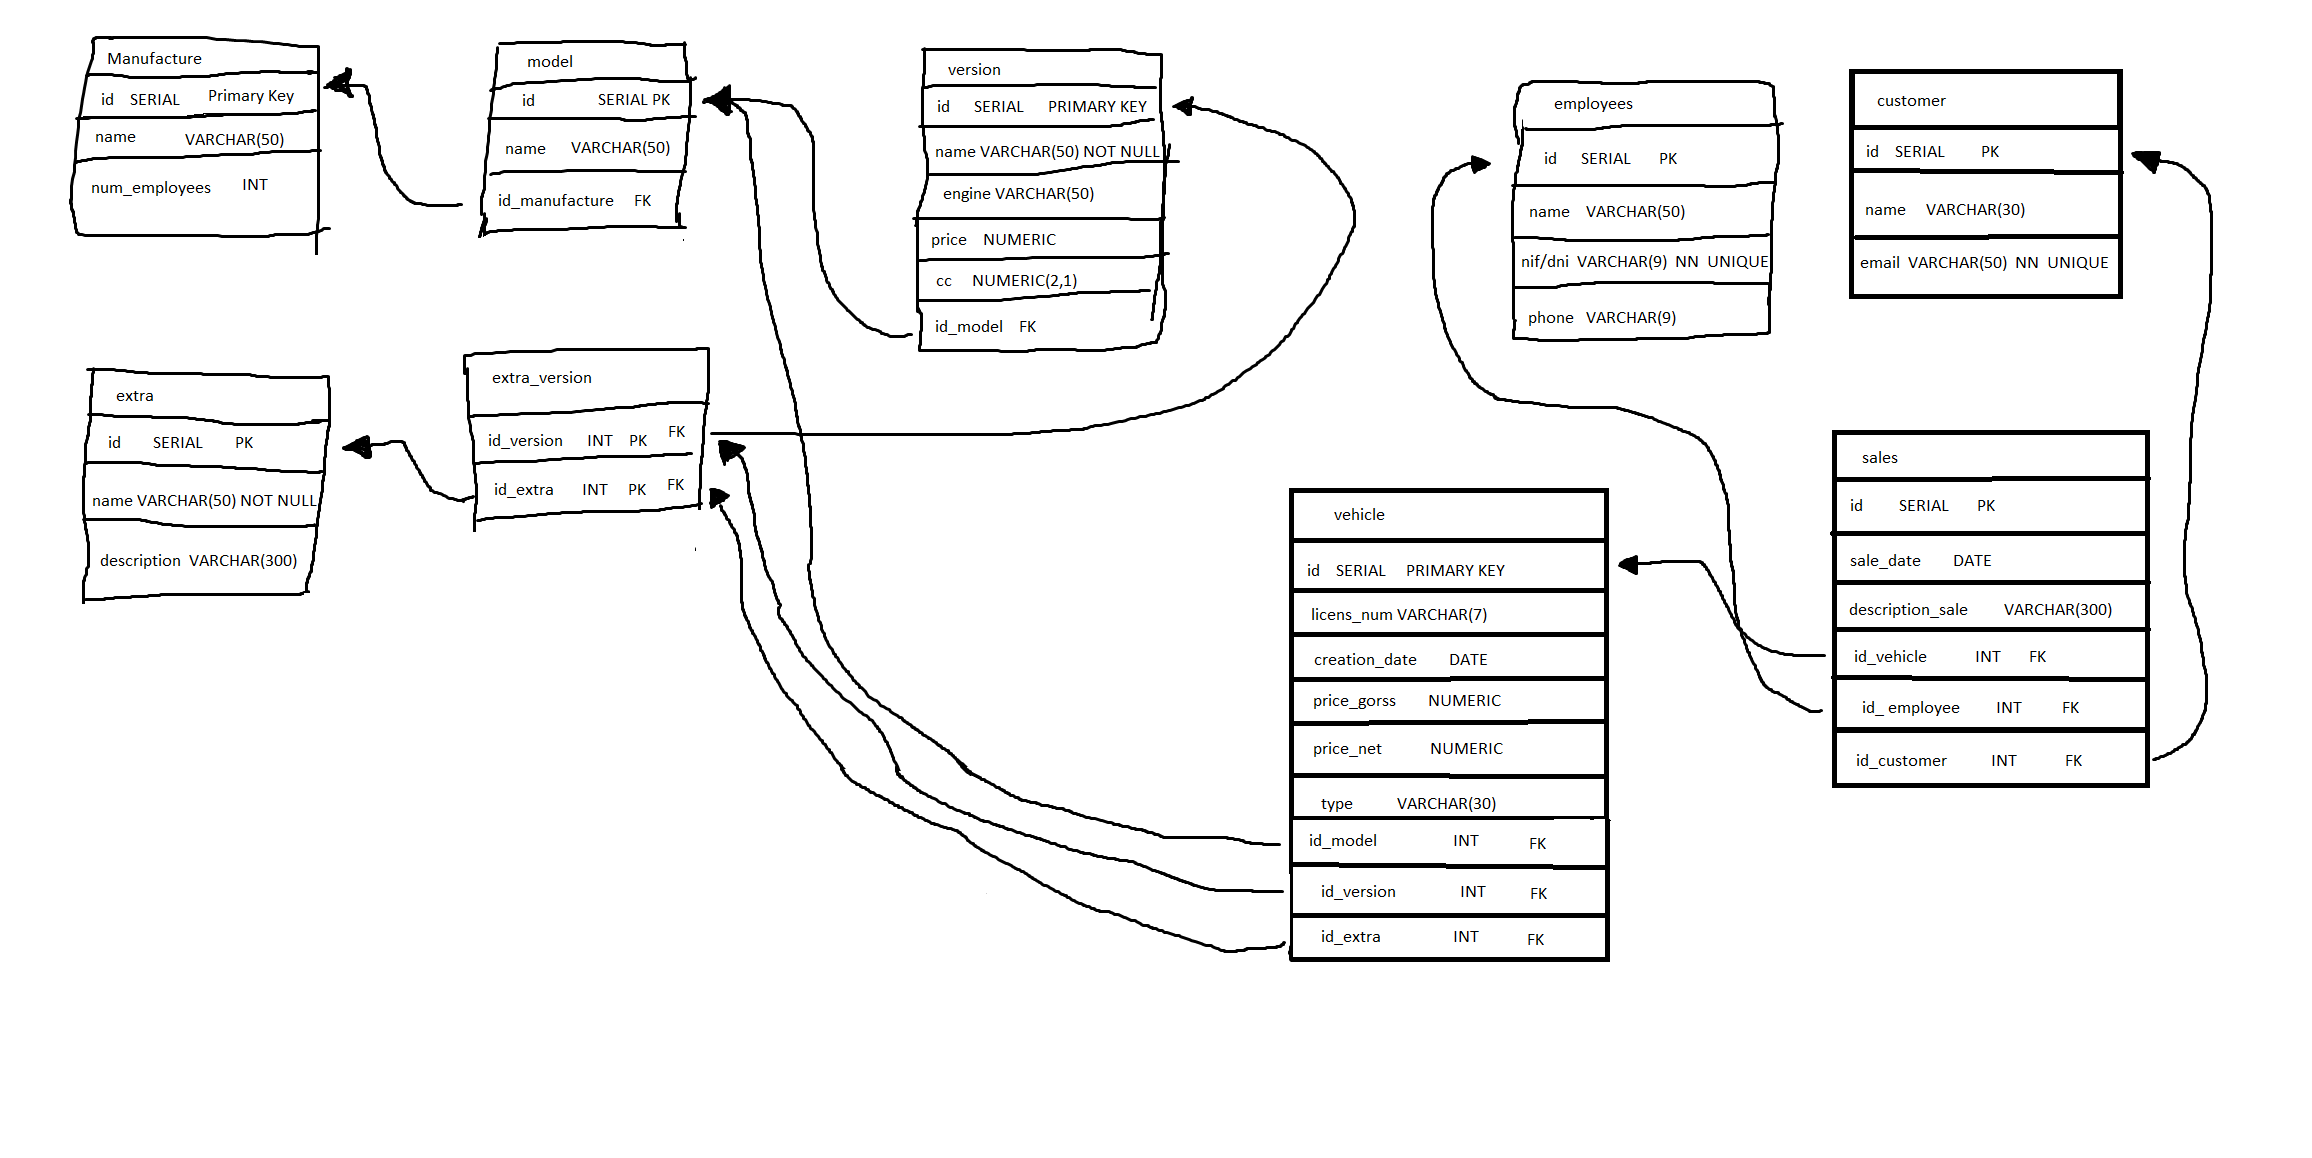 Manufacture
id SERIAL Primary Key
name VARCHAR(50)
num_employees INT
model
id SERIAL PK
name VARCHAR(50)
id_manufacture FK
version
id SERIAL PRIMARY KEY
name VARCHAR(50) NOT NULL
engine VARCHAR(50)
price NUMERIC
cc NUMERIC(2,1)
id_model FK
employees
id SERIAL PK
name VARCHAR(50)
nif/dni VARCHAR(9) NN UNIQUE
phone VARCHAR(9)
customer
id SERIAL PK
name VARCHAR(30)
email VARCHAR(50) NN UNIQUE
extra
id SERIAL PK
name VARCHAR(50) NOT NULL
description VARCHAR(300)
extra_version
id_version INT PK FK
id_extra INT PK FK
vehicle
id SERIAL PRIMARY KEY
licens_num VARCHAR(7)
creation_date DATE
price_gorss NUMERIC
price_net NUMERIC
type VARCHAR(30)
id_model INT FK
id_version INT FK
id_extra INT FK
sales
id SERIAL PK
sale_date DATE
description_sale VARCHAR(300)
id_vehicle INT FK
id_ employee INT FK
id_customer INT FK